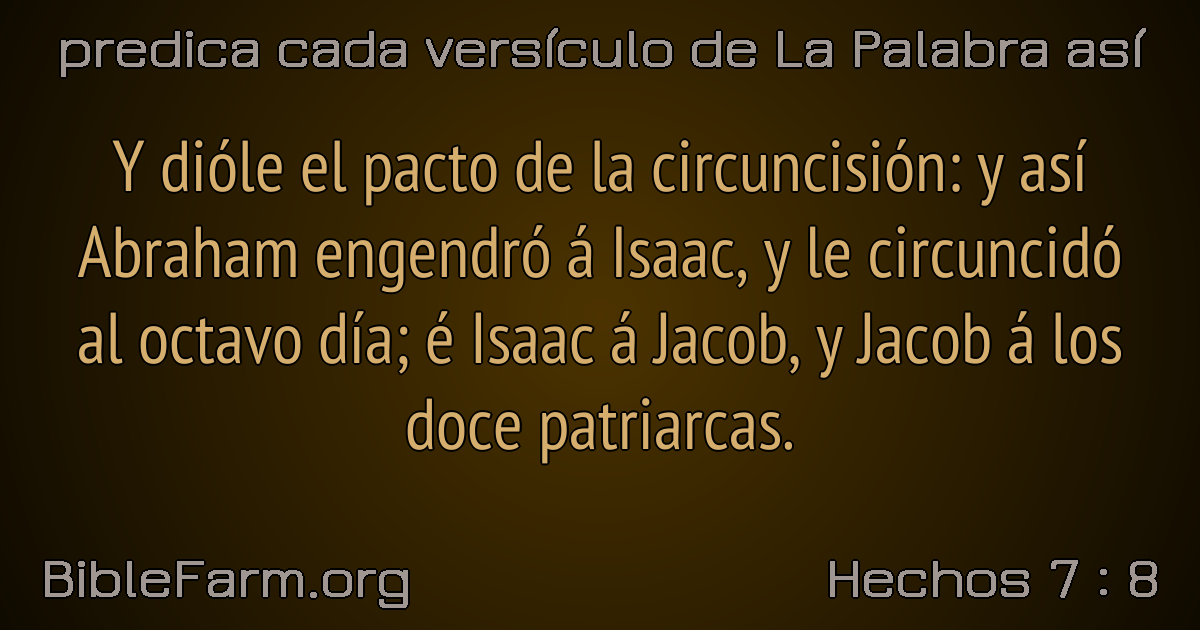 predica cada versículo de La Palabra así
Y dióle el pacto de la circuncisión: y así
Abraham engendró á Isaac, y le circuncidó
al octavo día; é Isaac á Jacob, y Jacob á los
doce patriarcas.
BibleFarm.org
Hechos 7 : 8